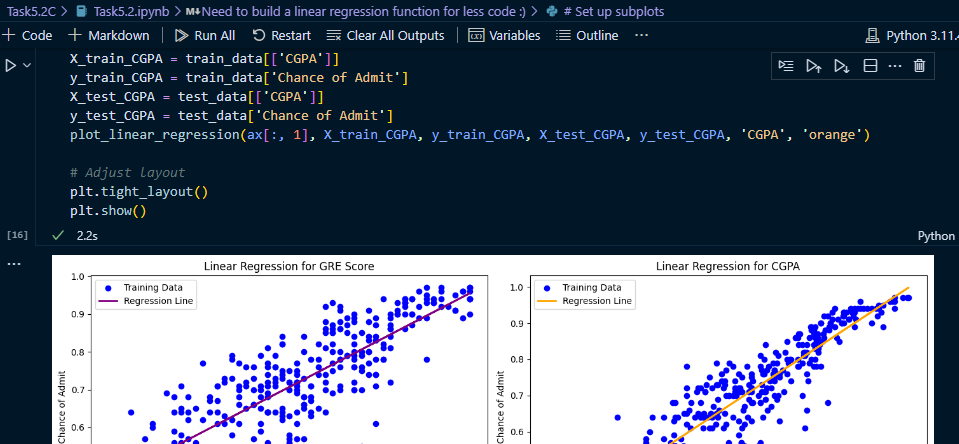 Task5.2C > Task5.2.ipynb > M↓Need to build a linear regression function for less code :) > # Set up subplots
+ Code + Markdown Run All Restart Clear All Outputs Variables Outline ... Python 3.11.
X_train_CGPA = train_data[['CGPA']]
y_train_CGPA = train_data['Chance of Admit']
X_test_CGPA = test_data[['CGPA']]
y_test_CGPA = test_data['Chance of Admit']
plot_linear_regression(ax[:, 1], X_train_CGPA, y_train_CGPA, X_test_CGPA, y_test_CGPA, 'CGPA', 'orange')
# Adjust layout
plt.tight_layout()
plt.show()
[16] ✓ 2.2s Python
...
Linear Regression for GRE Score
1.0
Training Data
Regression Line
0.9
0.8
0.7
0.6
Chance of Admit
Linear Regression for CGPA
1.0
Training Data
Regression Line
0.9
0.8
0.7
0.6
Chance of Admit